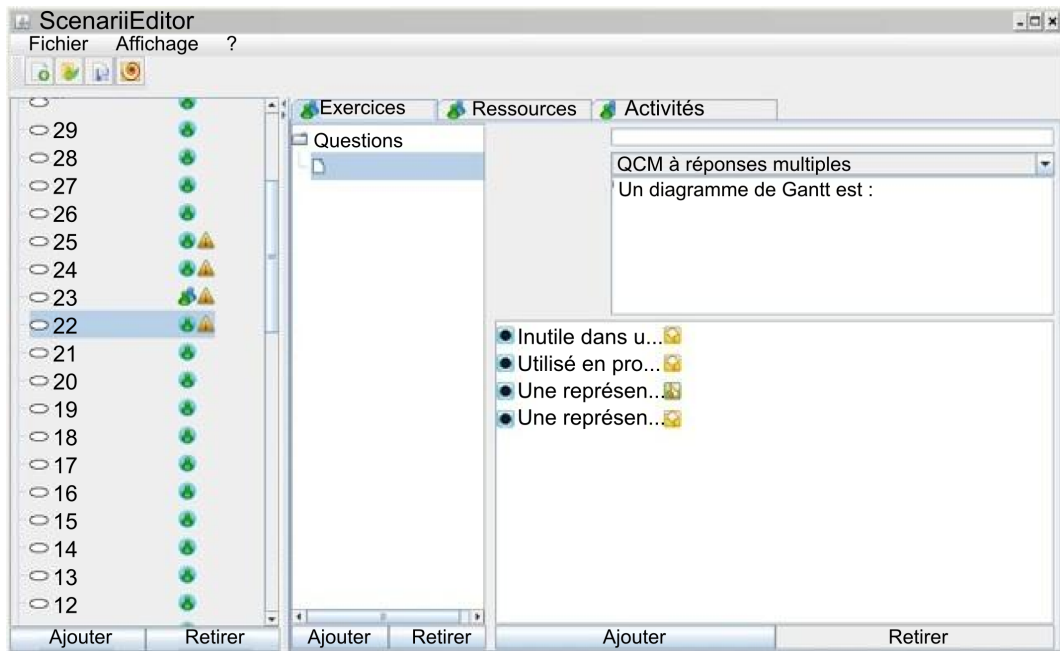 ScenariiEditor
Fichier Affichage ?
29
28
27
26
25
24
23
22
21
20
19
18
17
16
15
14
13
12
Ajouter Retirer
Exercices Ressources Activités
Questions
Ajouter Retirer
QCM à réponses multiples
Un diagramme de Gantt est :
Inutile dans u...
Utilisé en pro...
Une représen...
Une représen...
Ajouter Retirer